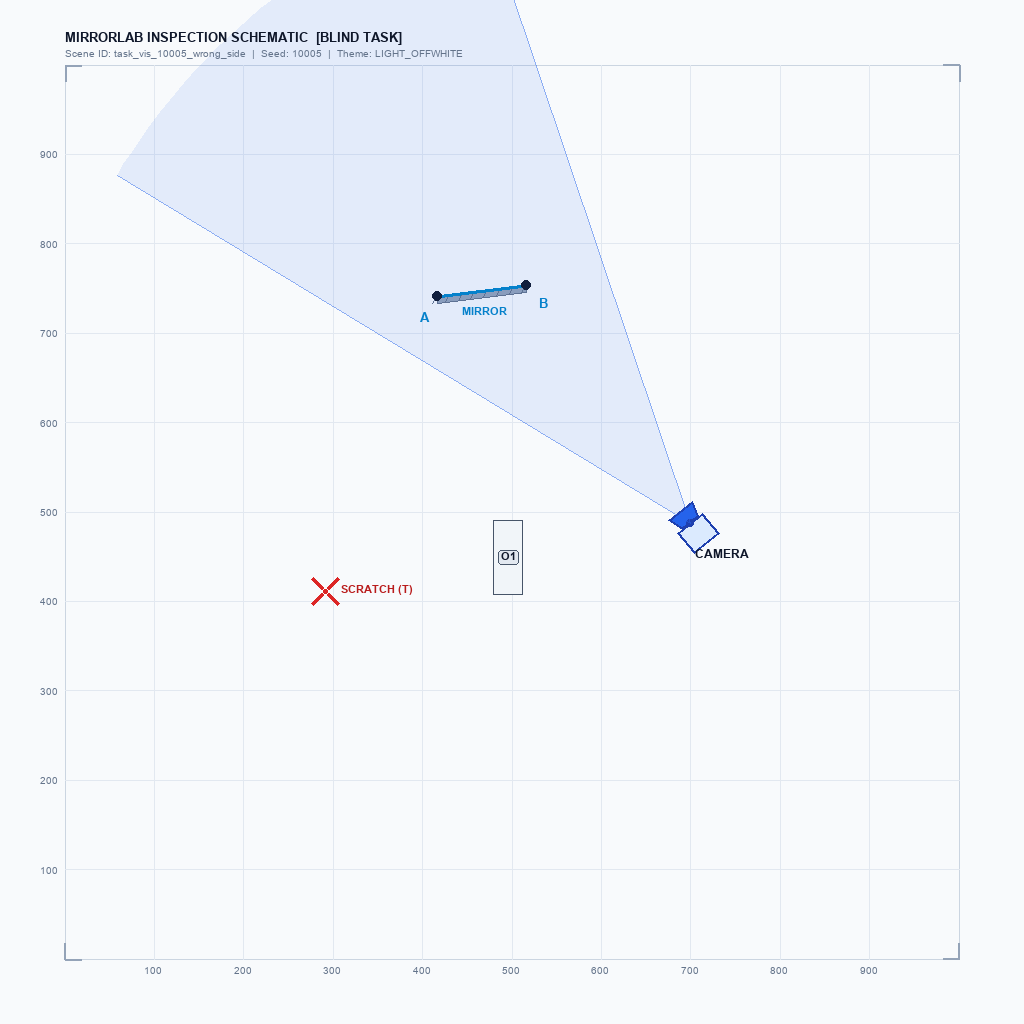 MIRRORLAB INSPECTION SCHEMATIC [BLIND TASK]
Scene ID: task_vis_10005_wrong_side | Seed: 10005 | Theme: LIGHT_OFFWHITE
900
800
A
MIRROR
B
700
600
500
O1
CAMERA
SCRATCH (T)
400
300
200
100
100 200 300 400 500 600 700 800 900